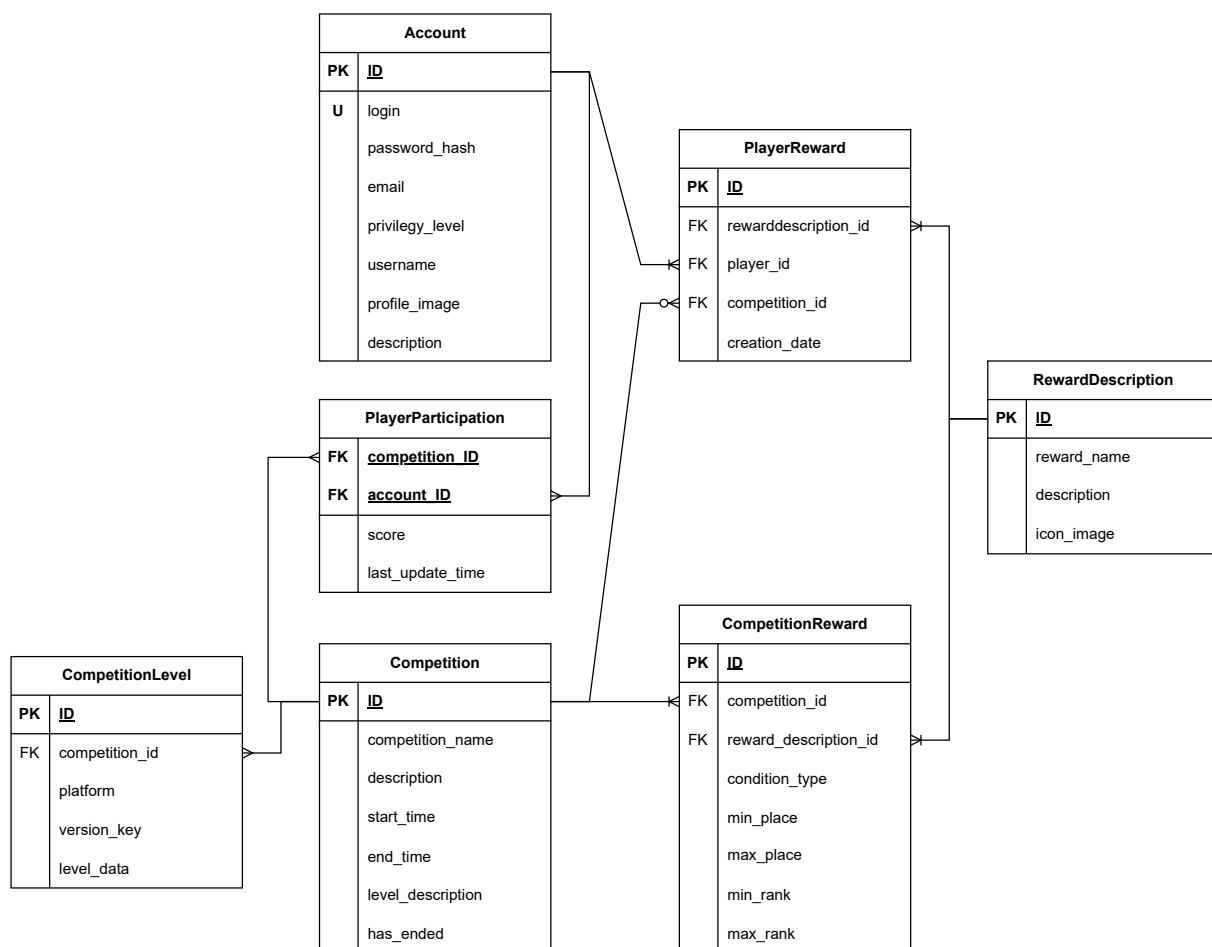 Account
PK ID
U login
password_hash
email
privilegy_level
username
profile_image
description
PlayerReward
PK ID
FK rewarddescription_id
FK player_id
FK competition_id
creation_date
RewardDescription
PK ID
reward_name
description
icon_image
PlayerParticipation
FK competition_ID
FK account_ID
score
last_update_time
CompetitionLevel
PK ID
FK competition_id
platform
version_key
level_data
Competition
PK ID
competition_name
description
start_time
end_time
level_description
has_ended
CompetitionReward
PK ID
FK competition_id
FK reward_description_id
condition_type
min_place
max_place
min_rank
max_rank